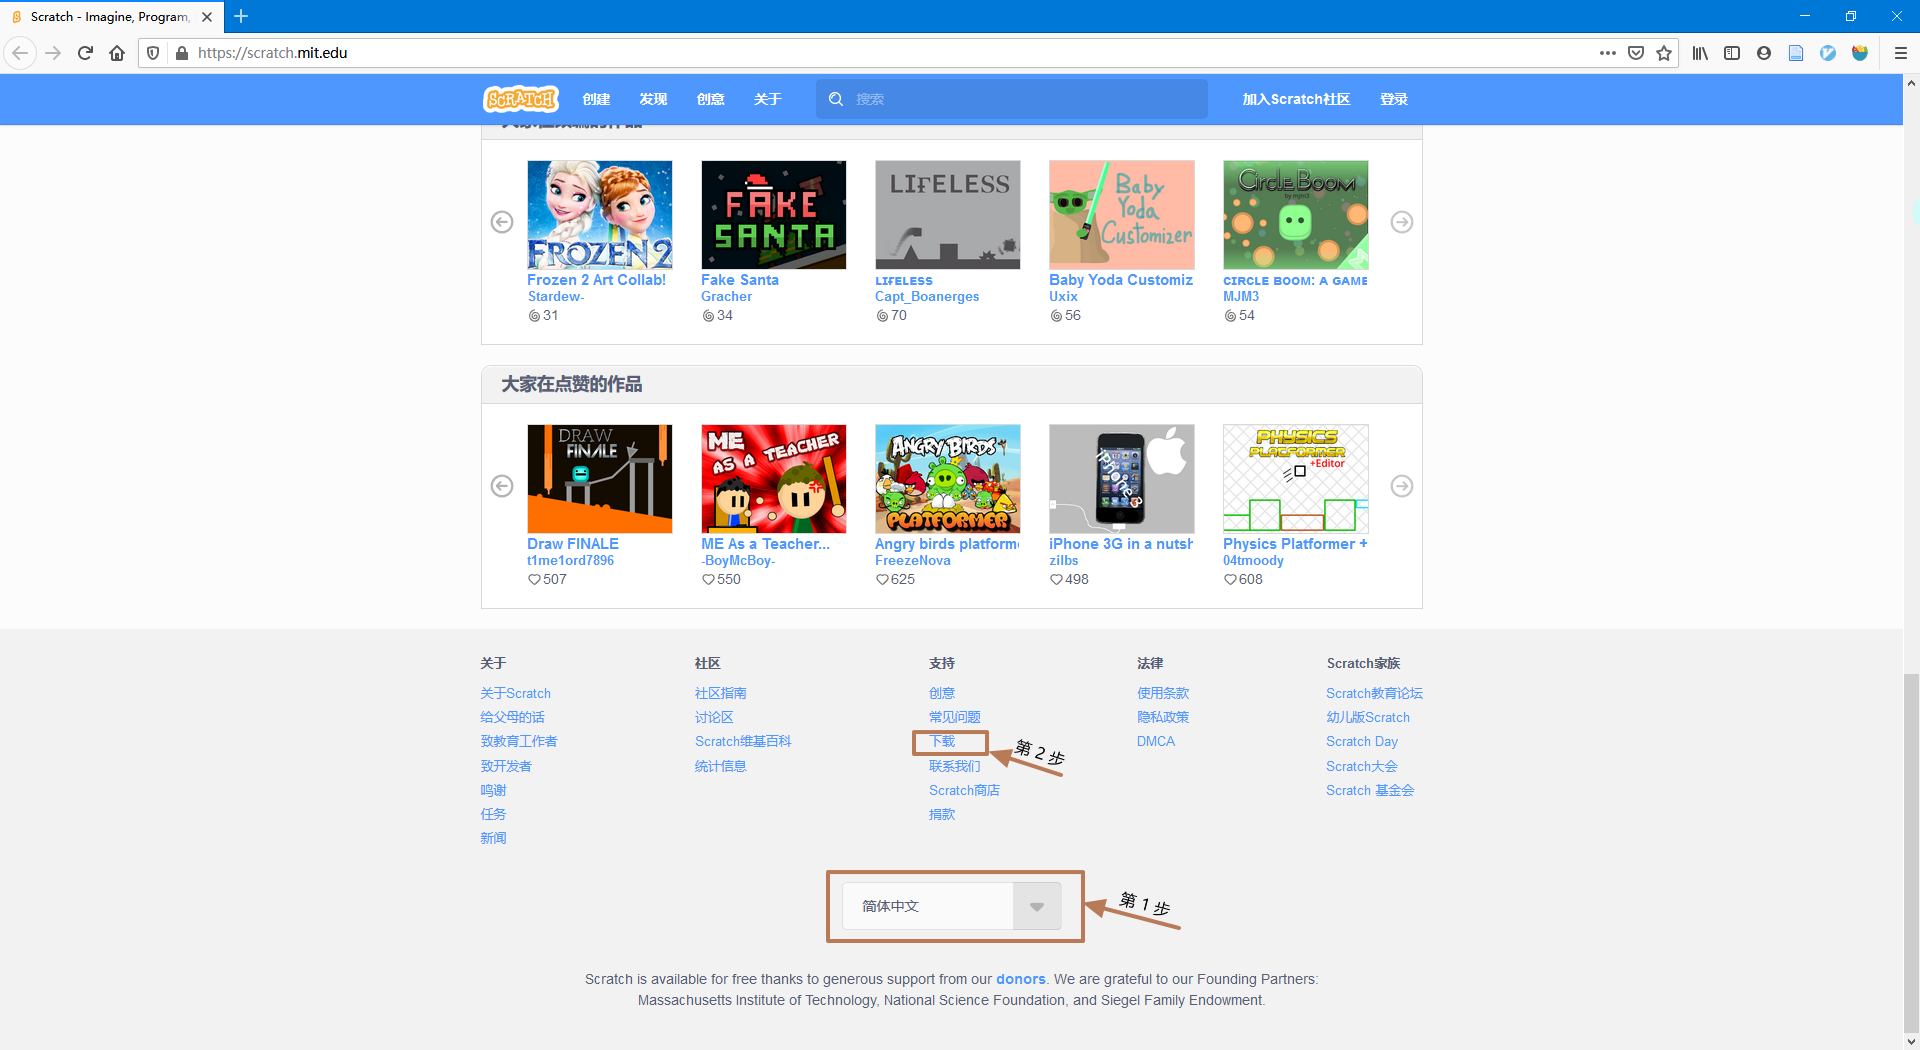 Scratch - Imagine, Program,
https://scratch.mit.edu
SCRATCH 创建 发现 创意 关于 搜索 加入Scratch社区 登录
FROZEN 2
FAKE SANTA
LIFELESS
Baby Yoda Customizer
CircleBoom
by mjm3
Frozen 2 Art Collab! Fake Santa ʟɪғᴇʟᴇss Baby Yoda Customiz ᴄɪʀᴄʟᴇ ʙᴏᴏᴍ: ᴀ ɢᴀᴍᴇ
Stardew- Gracher Capt_Boanerges Uxix MJM3
31 34 70 56 54
大家在点赞的作品
DRAW FINALE
ME AS A TEACHER
ANGRY BIRDS PLATFORMER
iPhone 3G
PHYSICS PLATFORMER
+Editor
Draw FINALE ME As a Teacher... Angry birds platforme iPhone 3G in a nutsh Physics Platformer +
t1me1ord7896 -BoyMcBoy- FreezeNova zilbs 04tmoody
507 550 625 498 608
关于 社区 支持 法律 Scratch家族
关于Scratch 社区指南 创意 使用条款 Scratch教育论坛
给父母的话 讨论区 常见问题 隐私政策 幼儿版Scratch
致教育工作者 Scratch维基百科 下载 DMCA Scratch Day
第 2 步
致开发者 统计信息 联系我们 Scratch大会
鸣谢 Scratch商店 Scratch 基金会
任务 捐款
新闻
简体中文
第 1 步
Scratch is available for free thanks to generous support from our donors. We are grateful to our Founding Partners:
Massachusetts Institute of Technology, National Science Foundation, and Siegel Family Endowment.